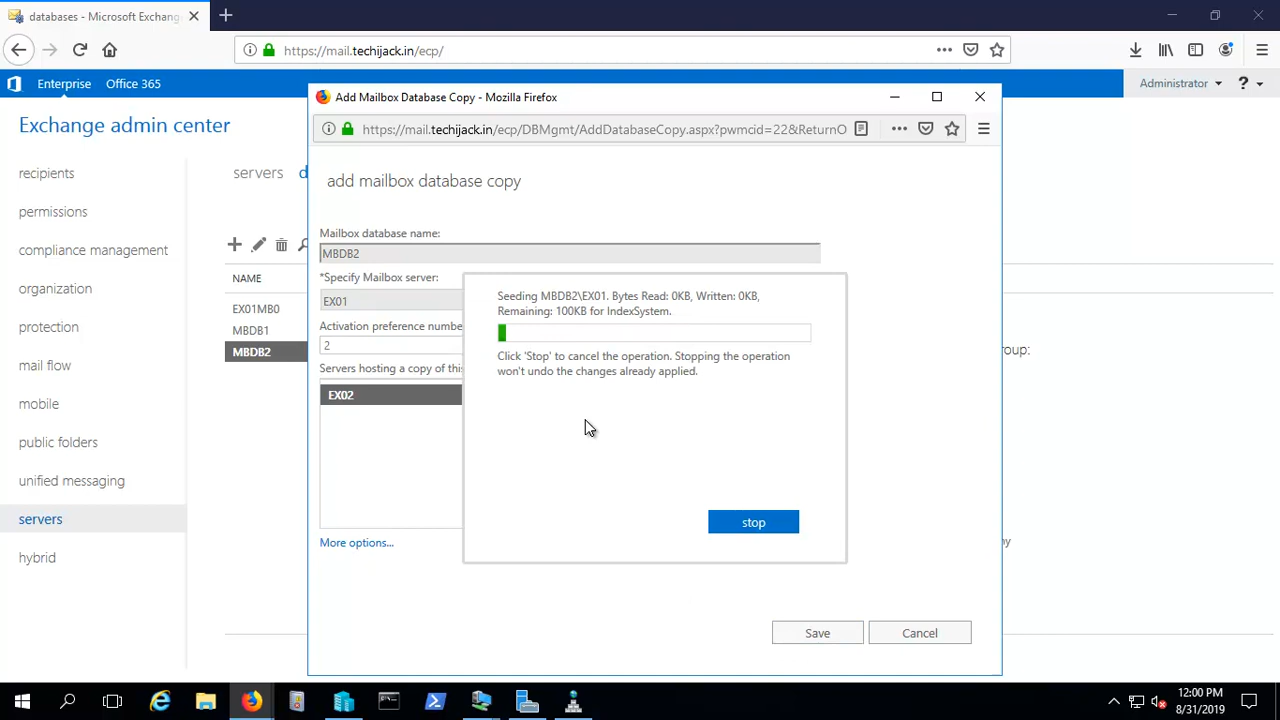 databases - Microsoft Exchang
https://mail.techijack.in/ecp/
Enterprise Office 365
Administrator ?
Exchange admin center
recipients
permissions
compliance management
organization
protection
mail flow
mobile
public folders
unified messaging
servers
hybrid
servers d
NAME
EX01MB0
MBDB1
MBDB2
Add Mailbox Database Copy - Mozilla Firefox
https://mail.techijack.in/ecp/DBMgmt/AddDatabaseCopy.aspx?pwmcid=22&ReturnO
add mailbox database copy
Mailbox database name:
MBDB2
*Specify Mailbox server:
EX01
Activation preference numbe
2
Servers hosting a copy of this
EX02
More options...
Seeding MBDB2\EX01. Bytes Read: 0KB, Written: 0KB,
Remaining: 100KB for IndexSystem.
Click 'Stop' to cancel the operation. Stopping the operation
won't undo the changes already applied.
stop
Save Cancel
roup:
ny
12:00 PM
8/31/2019